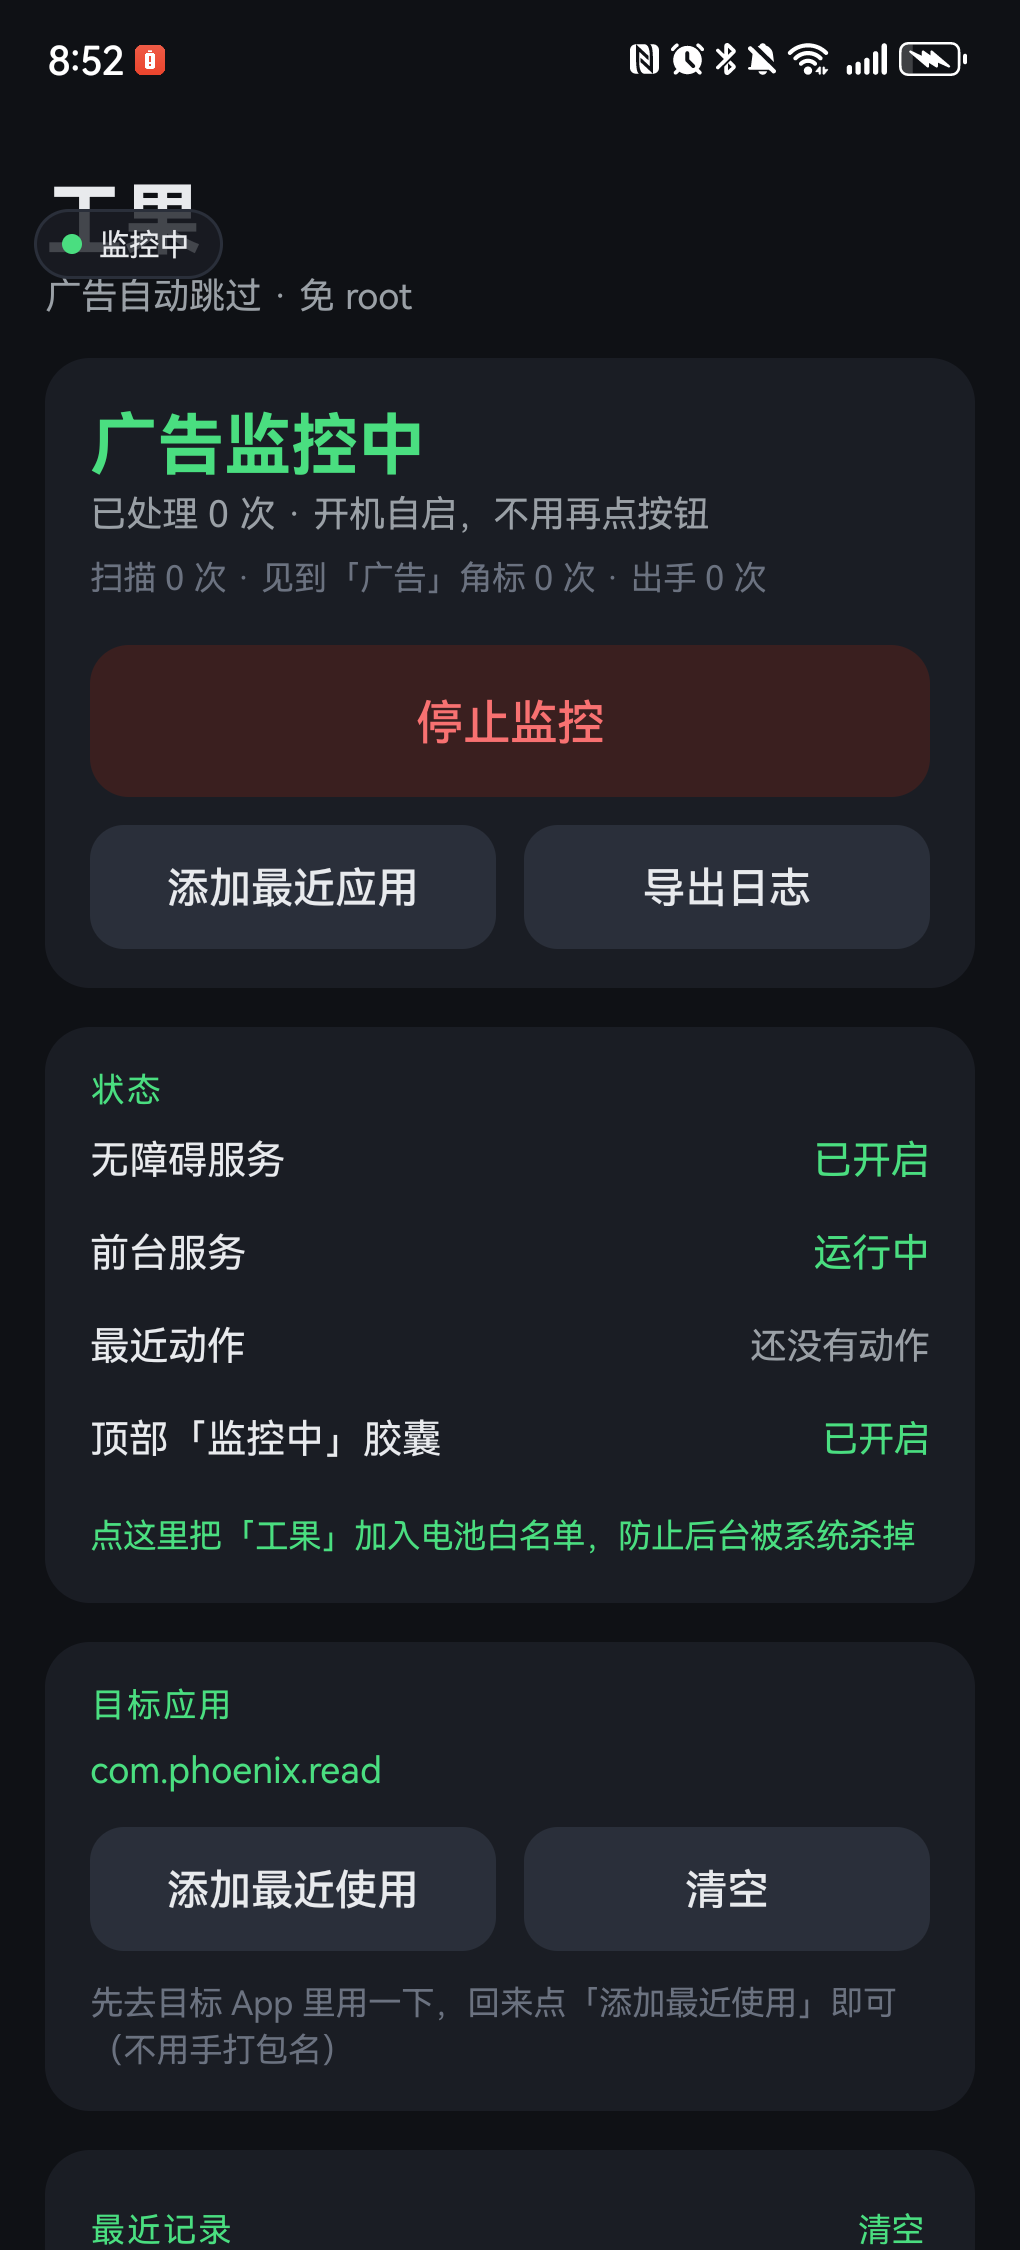 8:52
工果
监控中
广告自动跳过 · 免 root
广告监控中
已处理 0 次 · 开机自启，不用再点按钮
扫描 0 次 · 见到「广告」角标 0 次 · 出手 0 次
停止监控
添加最近应用
导出日志
状态
无障碍服务
已开启
前台服务
运行中
最近动作
还没有动作
顶部「监控中」胶囊
已开启
点这里把「工果」加入电池白名单，防止后台被系统杀掉
目标应用
com.phoenix.read
添加最近使用
清空
先去目标 App 里用一下，回来点「添加最近使用」即可
（不用手打包名）
最近记录
清空